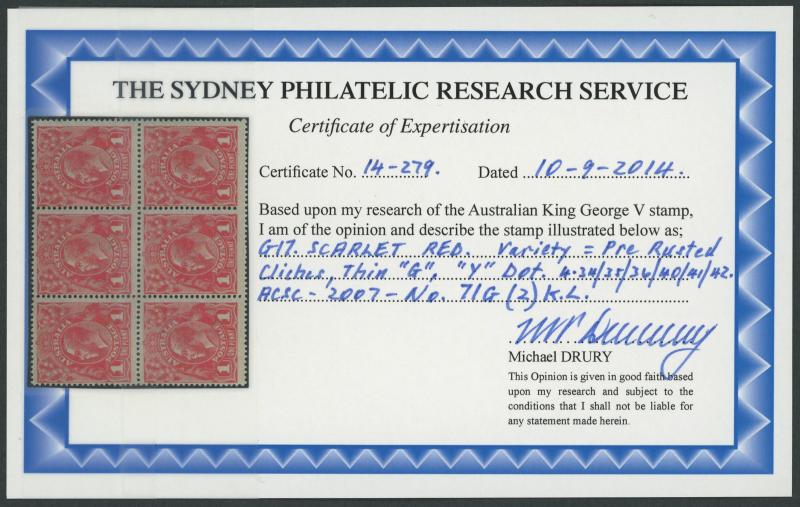 THE SYDNEY PHILATELIC RESEARCH SERVICE
Certificate of Expertisation
Certificate No. 14-279. Dated 10-9-2014.
Based upon my research of the Australian King George V stamp,
I am of the opinion and describe the stamp illustrated below as;
G17. SCARLET RED. Variety = Pre Rusted
Cliches, Thin "G", "Y" Dot. 4.34/35/36/40/41/42.
ACSC - 2007 - No. 71G (2) K.L.
Michael DRURY
This Opinion is given in good faith based
upon my research and subject to the
conditions that I shall not be liable for
any statement made herein.
AUSTRALIA
1